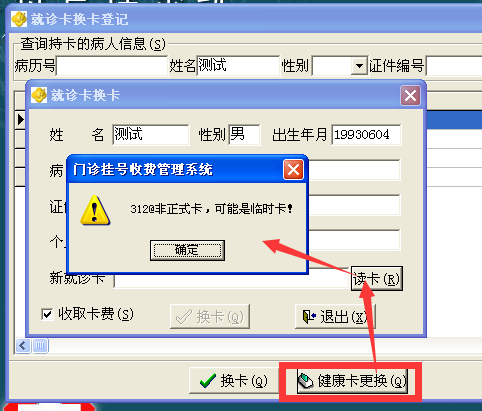 就诊卡换卡登记
查询持卡的病人信息(S)
病历号 姓名 测试 性别 证件编号
就诊卡换卡
姓 名 测试 性别 男 出生年月 19930604
病
门诊挂号收费管理系统
证件
312@非正式卡，可能是临时卡!
个人
确定
新就诊卡 读卡(R)
收取卡费(S) 换卡(Q) 退出(X)
换卡(Q) 健康卡更换(Q)